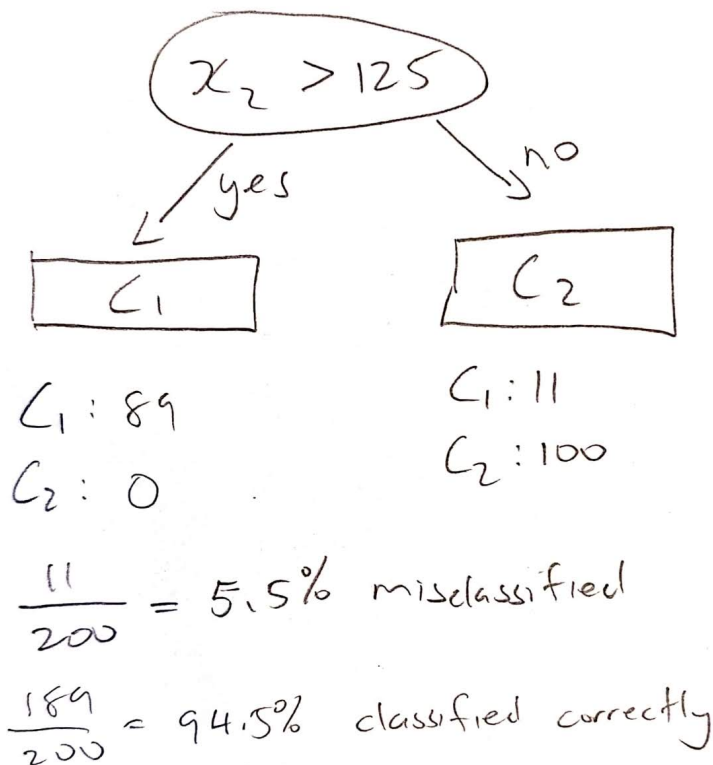 x₂ > 125
yes
no
C₁
C₂
C₁ : 89
C₂ : 0
C₁ : 11
C₂ : 100
11/200 = 5.5% misclassified
189/200 = 94.5% classified correctly